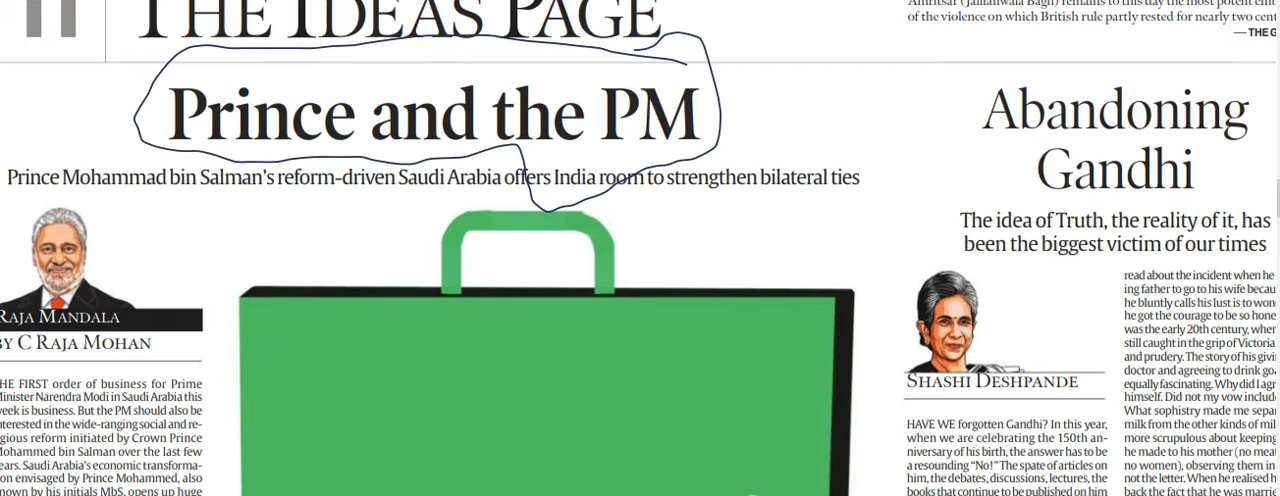 THE IDEAS PAGE
Amritsar (Jallianwala Bagh) remains to this day the most potent
of the violence on which British rule partly rested for nearly two
— THE
Prince and the PM
Prince Mohammad bin Salman's reform-driven Saudi Arabia offers India room to strengthen bilateral ties
RAJA MANDALA
BY C RAJA MOHAN
HE FIRST order of business for Prime
inister Narendra Modi in Saudi Arabia this
eek is business. But the PM should also be
nterested in the wide-ranging social and re-
gious reform initiated by Crown Prince
ohammed bin Salman over the last few
ears. Saudi Arabia's economic transforma-
on envisaged by Prince Mohammed, also
nown by his initials MbS, opens up huge
Abandoning
Gandhi
The idea of Truth, the reality of it, has
been the biggest victim of our times
SHASHI DESHPANDE
HAVE WE forgotten Gandhi? In this year,
when we are celebrating the 150th an-
niversary of his birth, the answer has to be
a resounding "No!" The spate of articles on
him, the debates, discussions, lectures, the
books that continue to be published on him
read about the incident when he
ing father to go to his wife becau
he bluntly calls his lust is to won
he got the courage to be so hone
was the early 20th century, when
still caught in the grip of Victoria
and prudery. The story of his givi
doctor and agreeing to drink goa
equally fascinating. Why did I agr
himself. Did not my vow includ
What sophistry made me separ
milk from the other kinds of mil
more scrupulous about keeping
he made to his mother (no meat
no women), observing them in
not the letter. When he realised h
back the fact that he was marri